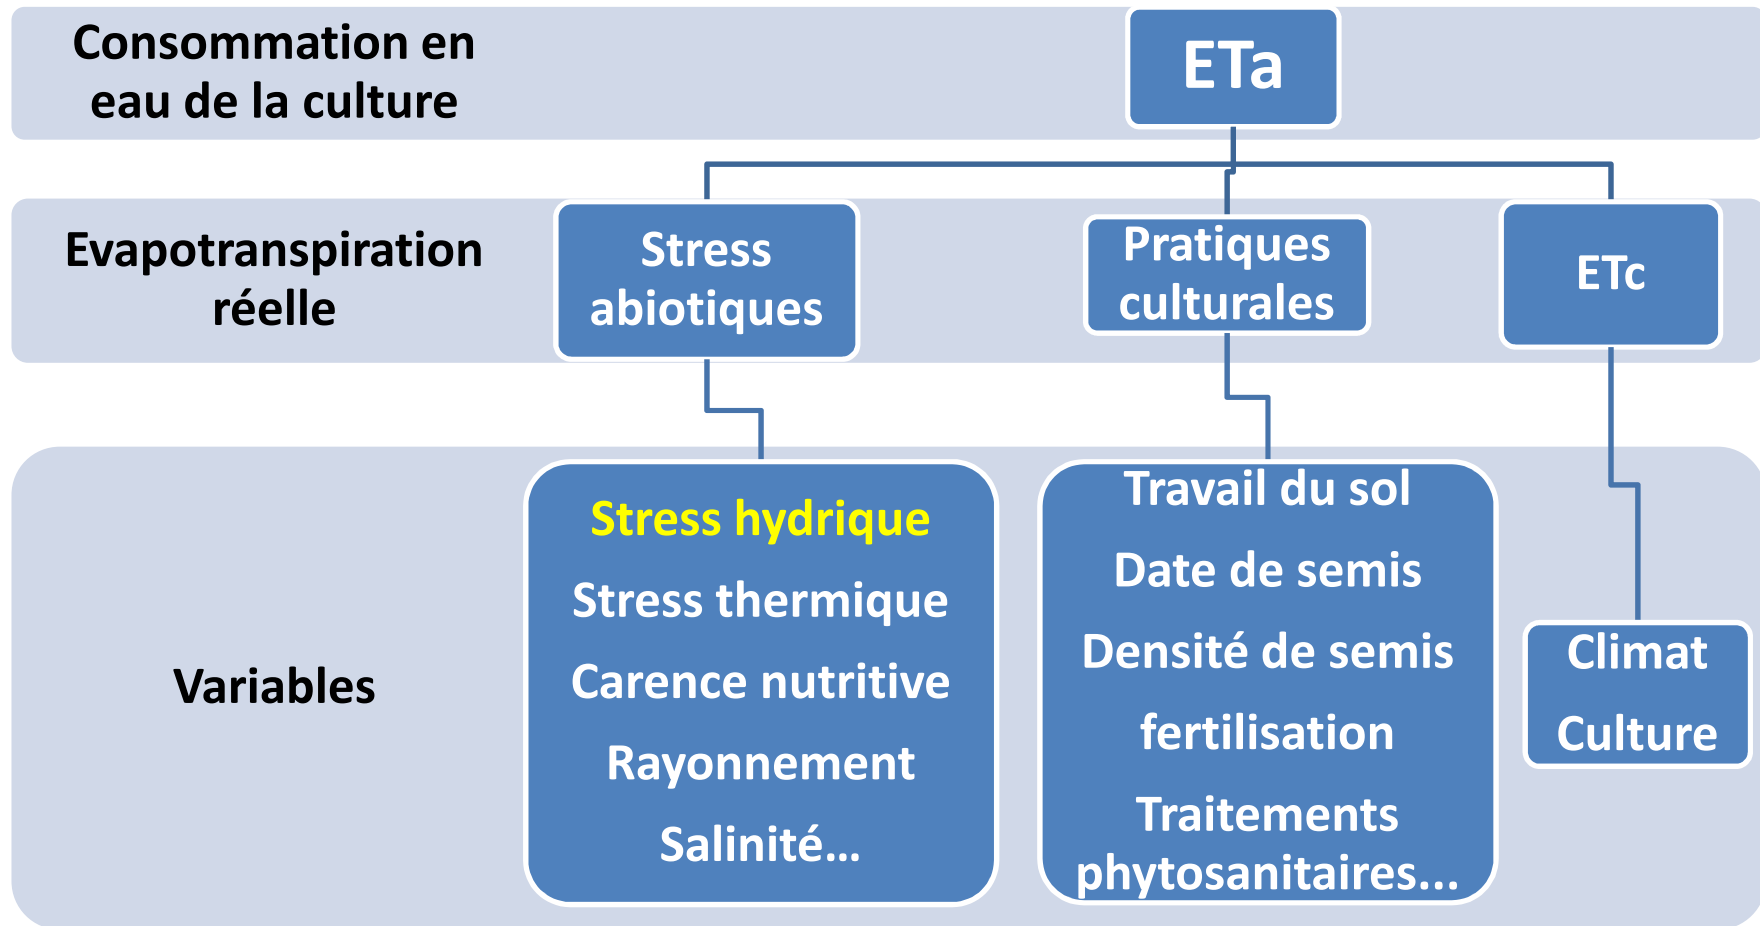 Consommation en
eau de la culture
ETa
Evapotranspiration
réelle
Stress
abiotiques
Pratiques
culturales
ETc
Variables
Stress hydrique
Stress thermique
Carence nutritive
Rayonnement
Salinité...
Travail du sol
Date de semis
Densité de semis
fertilisation
Traitements
phytosanitaires...
Climat
Culture